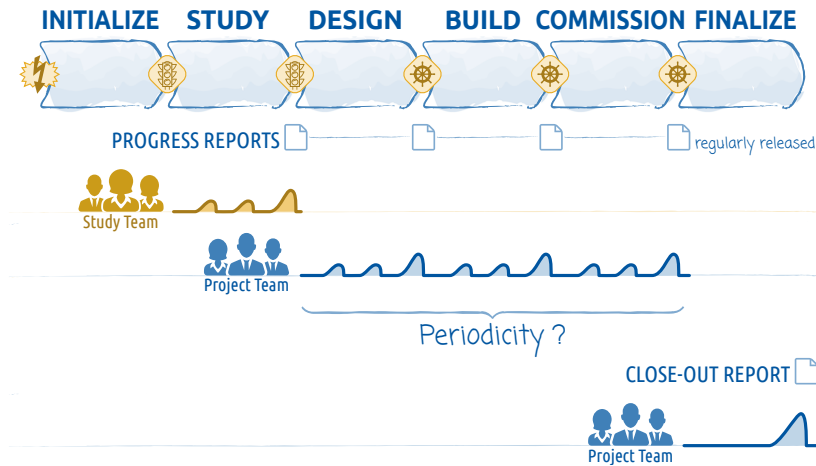 INITIALIZE STUDY DESIGN BUILD COMMISSION FINALIZE
PROGRESS REPORTS
regularly released
Study Team
Project Team
Periodicity ?
CLOSE-OUT REPORT
Project Team